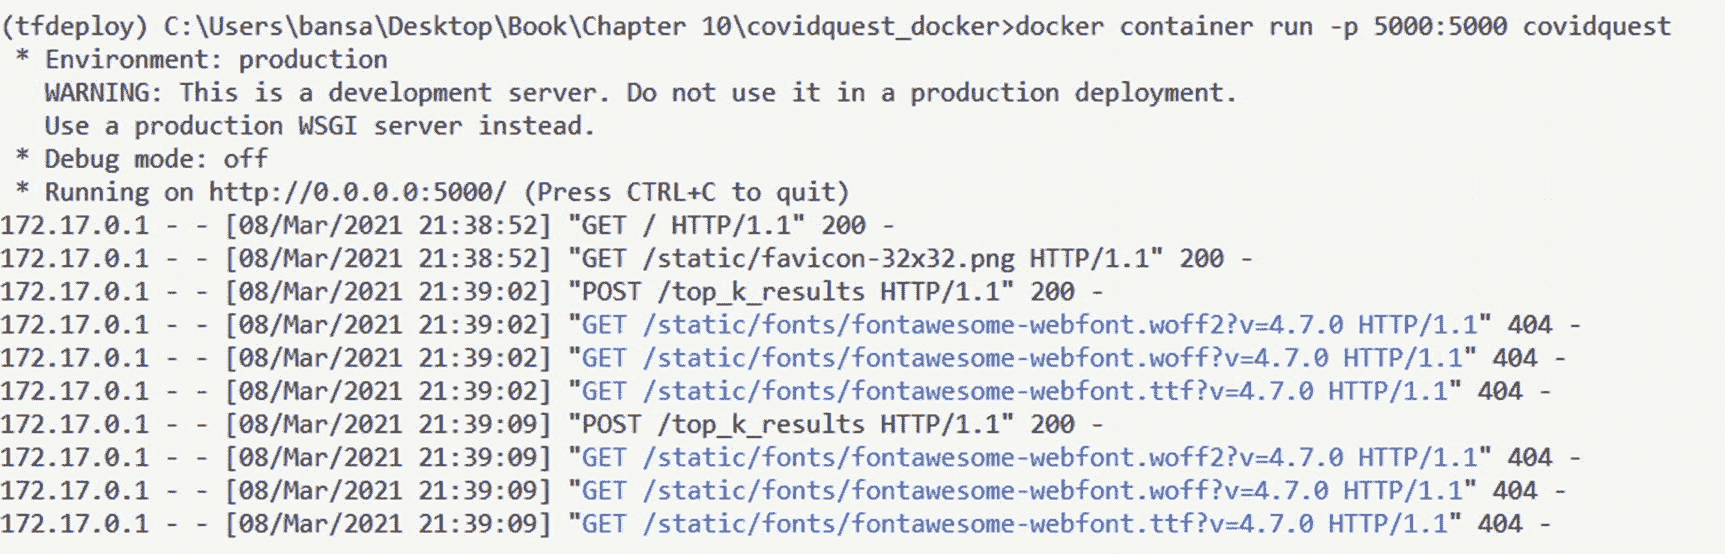 (tfdeploy) C:\Users\bansa\Desktop\Book\Chapter 10\covidquest_docker>docker container run -p 5000:5000 covidquest
 * Environment: production
   WARNING: This is a development server. Do not use it in a production deployment.
   Use a production WSGI server instead.
 * Debug mode: off
 * Running on http://0.0.0.0:5000/ (Press CTRL+C to quit)
172.17.0.1 - - [08/Mar/2021 21:38:52] "GET / HTTP/1.1" 200 -
172.17.0.1 - - [08/Mar/2021 21:38:52] "GET /static/favicon-32x32.png HTTP/1.1" 200 -
172.17.0.1 - - [08/Mar/2021 21:39:02] "POST /top_k_results HTTP/1.1" 200 -
172.17.0.1 - - [08/Mar/2021 21:39:02] "GET /static/fonts/fontawesome-webfont.woff2?v=4.7.0 HTTP/1.1" 404 -
172.17.0.1 - - [08/Mar/2021 21:39:02] "GET /static/fonts/fontawesome-webfont.woff?v=4.7.0 HTTP/1.1" 404 -
172.17.0.1 - - [08/Mar/2021 21:39:02] "GET /static/fonts/fontawesome-webfont.ttf?v=4.7.0 HTTP/1.1" 404 -
172.17.0.1 - - [08/Mar/2021 21:39:09] "POST /top_k_results HTTP/1.1" 200 -
172.17.0.1 - - [08/Mar/2021 21:39:09] "GET /static/fonts/fontawesome-webfont.woff2?v=4.7.0 HTTP/1.1" 404 -
172.17.0.1 - - [08/Mar/2021 21:39:09] "GET /static/fonts/fontawesome-webfont.woff?v=4.7.0 HTTP/1.1" 404 -
172.17.0.1 - - [08/Mar/2021 21:39:09] "GET /static/fonts/fontawesome-webfont.ttf?v=4.7.0 HTTP/1.1" 404 -